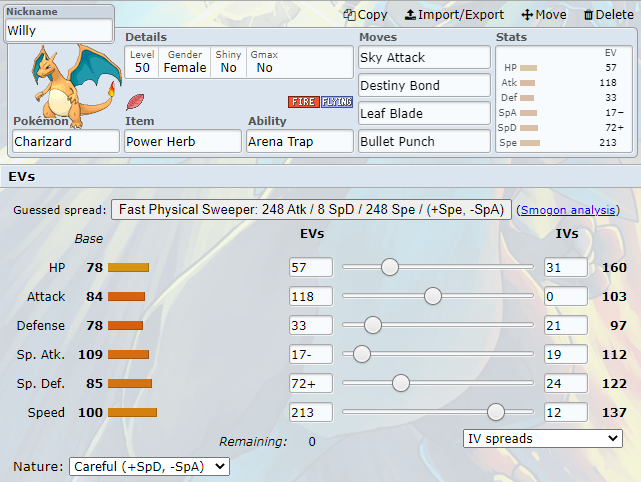 Nickname
Willy
Copy Import/Export Move Delete
Details Moves Stats
Level Gender Shiny Gmax
50 Female No No
Sky Attack
Destiny Bond
Leaf Blade
Bullet Punch
EV
HP 57
Atk 118
Def 33
SpA 17−
SpD 72+
Spe 213
FIRE FLYING
Pokémon Item Ability
Charizard Power Herb Arena Trap
EVs
Guessed spread: Fast Physical Sweeper: 248 Atk / 8 SpD / 248 Spe / (+Spe, -SpA) (Smogon analysis)
Base EVs IVs
HP 78 57 31 160
Attack 84 118 0 103
Defense 78 33 21 97
Sp. Atk. 109 17- 19 112
Sp. Def. 85 72+ 24 122
Speed 100 213 12 137
Remaining: 0 IV spreads
Nature: Careful (+SpD, -SpA)